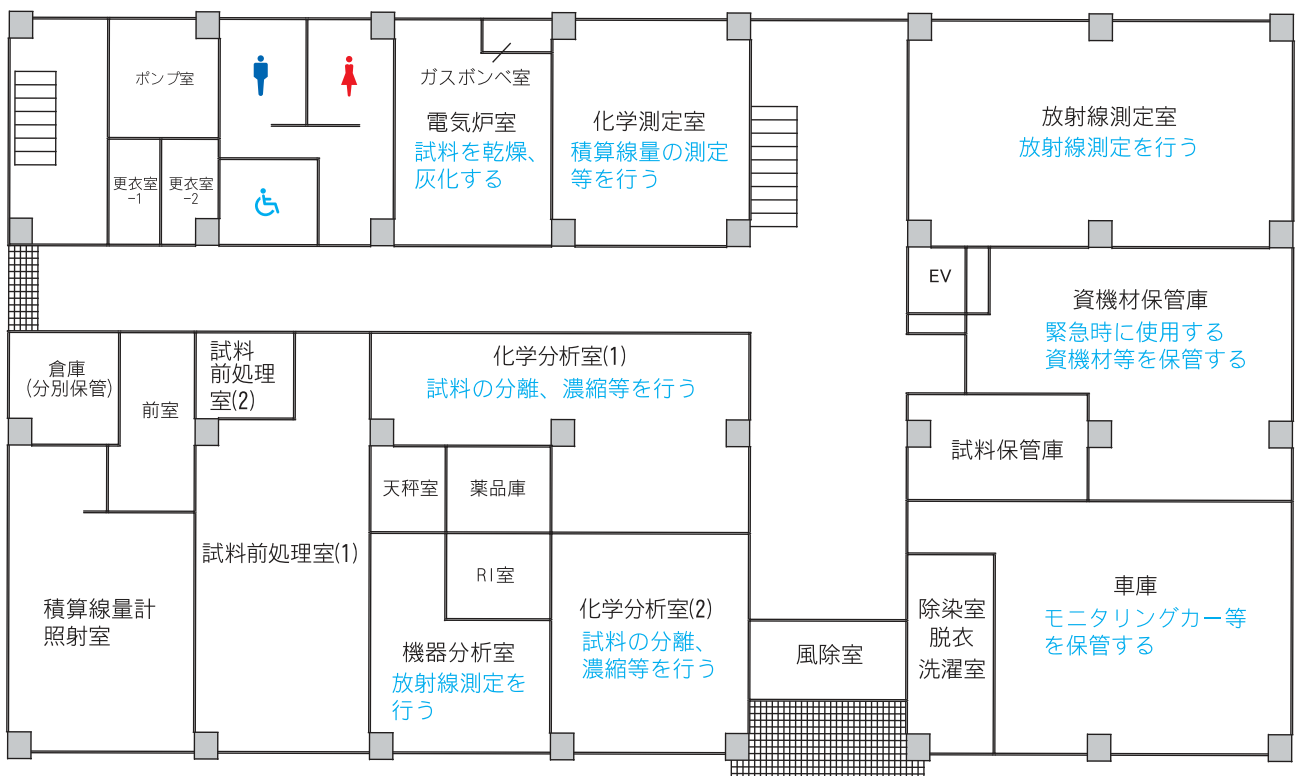 ポンプ室
更衣室
-1
更衣室
-2
ガスボンベ室
電気炉室
試料を乾燥、
灰化する
化学測定室
積算線量の測定
等を行う
放射線測定室
放射線測定を行う
EV
資機材保管庫
緊急時に使用する
資機材等を保管する
倉庫
(分別保管)
前室
試料
前処理
室(2)
化学分析室(1)
試料の分離、濃縮等を行う
試料保管庫
天秤室
薬品庫
試料前処理室(1)
RI室
積算線量計
照射室
機器分析室
放射線測定を
行う
化学分析室(2)
試料の分離、
濃縮等を行う
風除室
除染室
脱衣
洗濯室
車庫
モニタリングカー等
を保管する